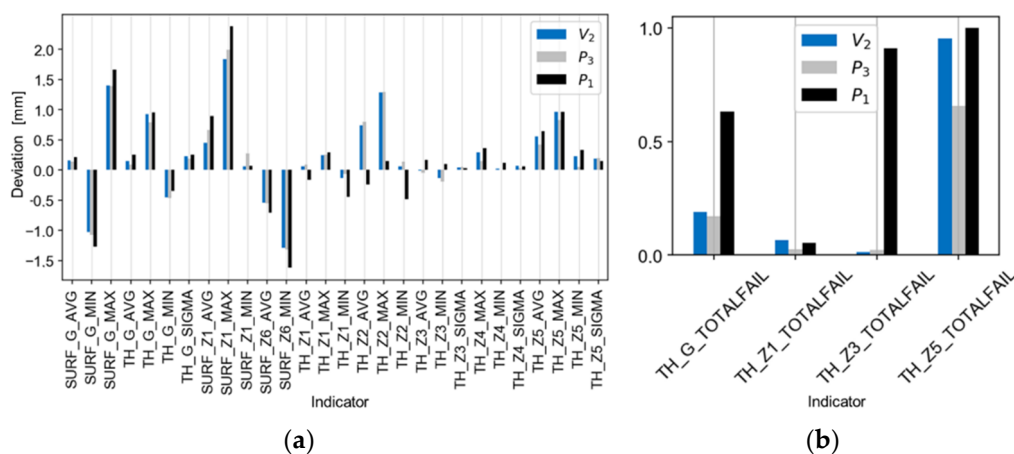 V2
P3
P1
2.0
1.5
1.0
0.5
0.0
−0.5
−1.0
−1.5
Deviation [mm]
SURF_G_AVG
SURF_G_MIN
SURF_G_MAX
TH_G_AVG
TH_G_MAX
TH_G_MIN
TH_G_SIGMA
SURF_Z1_AVG
SURF_Z1_MAX
SURF_Z1_MIN
SURF_Z6_AVG
SURF_Z6_MIN
TH_Z1_AVG
TH_Z1_MAX
TH_Z1_MIN
TH_Z2_AVG
TH_Z2_MAX
TH_Z2_MIN
TH_Z3_AVG
TH_Z3_MIN
TH_Z3_SIGMA
TH_Z4_MAX
TH_Z4_MIN
TH_Z4_SIGMA
TH_Z5_AVG
TH_Z5_MAX
TH_Z5_MIN
TH_Z5_SIGMA
Indicator
(a)
V2
P3
P1
1.0
0.5
0.0
TH_G_TOTALFAIL
TH_Z1_TOTALFAIL
TH_Z3_TOTALFAIL
TH_Z5_TOTALFAIL
Indicator
(b)